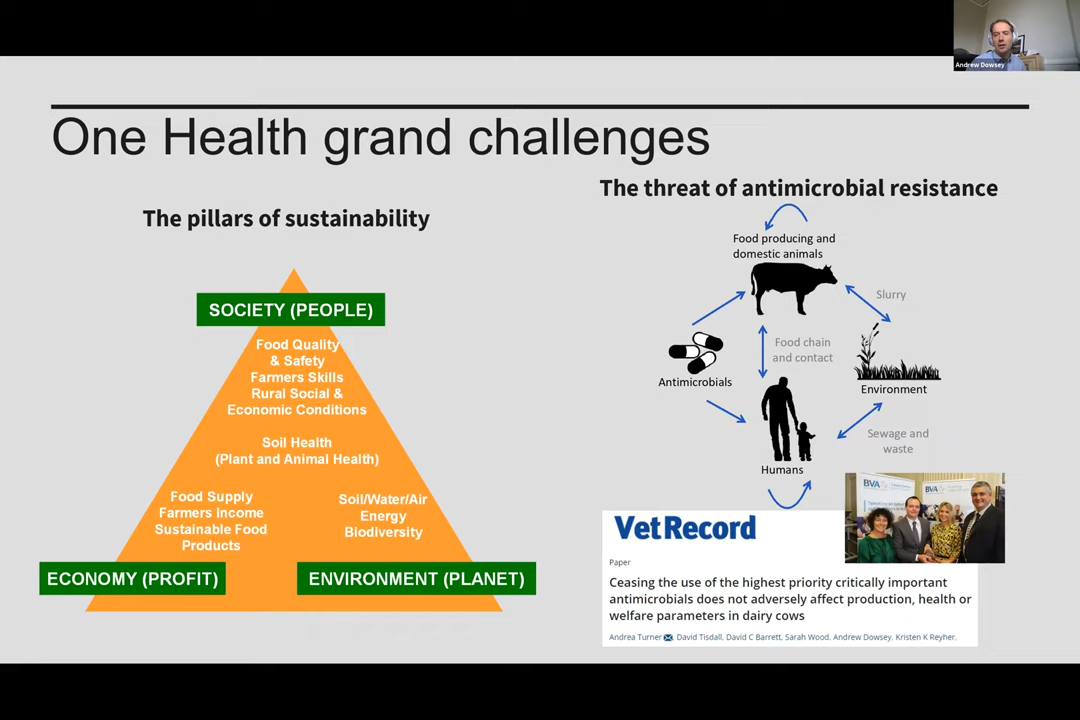 Andrew Dowsey
One Health grand challenges
The pillars of sustainability
SOCIETY (PEOPLE)
Food Quality
& Safety
Farmers Skills
Rural Social &
Economic Conditions
Soil Health
(Plant and Animal Health)
Food Supply
Farmers Income
Sustainable Food
Products
Soil/Water/Air
Energy
Biodiversity
ECONOMY (PROFIT)
ENVIRONMENT (PLANET)
The threat of antimicrobial resistance
Food producing and
domestic animals
Slurry
Food chain
and contact
Antimicrobials
Environment
Sewage and
waste
Humans
BVA
BVA
VetRecord
Paper
Ceasing the use of the highest priority critically important
antimicrobials does not adversely affect production, health or
welfare parameters in dairy cows
Andrea Turner, David Tisdall, David C Barrett, Sarah Wood, Andrew Dowsey, Kristen K Reyher,